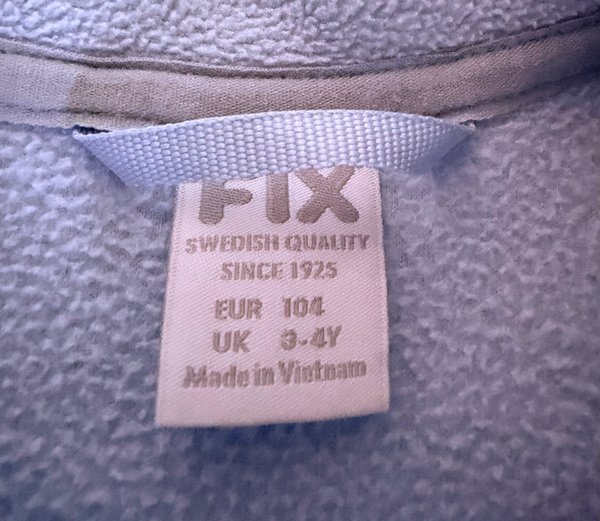 FIX
SWEDISH QUALITY
SINCE 1925
EUR 104
UK 3-4Y
Made in Vietnam